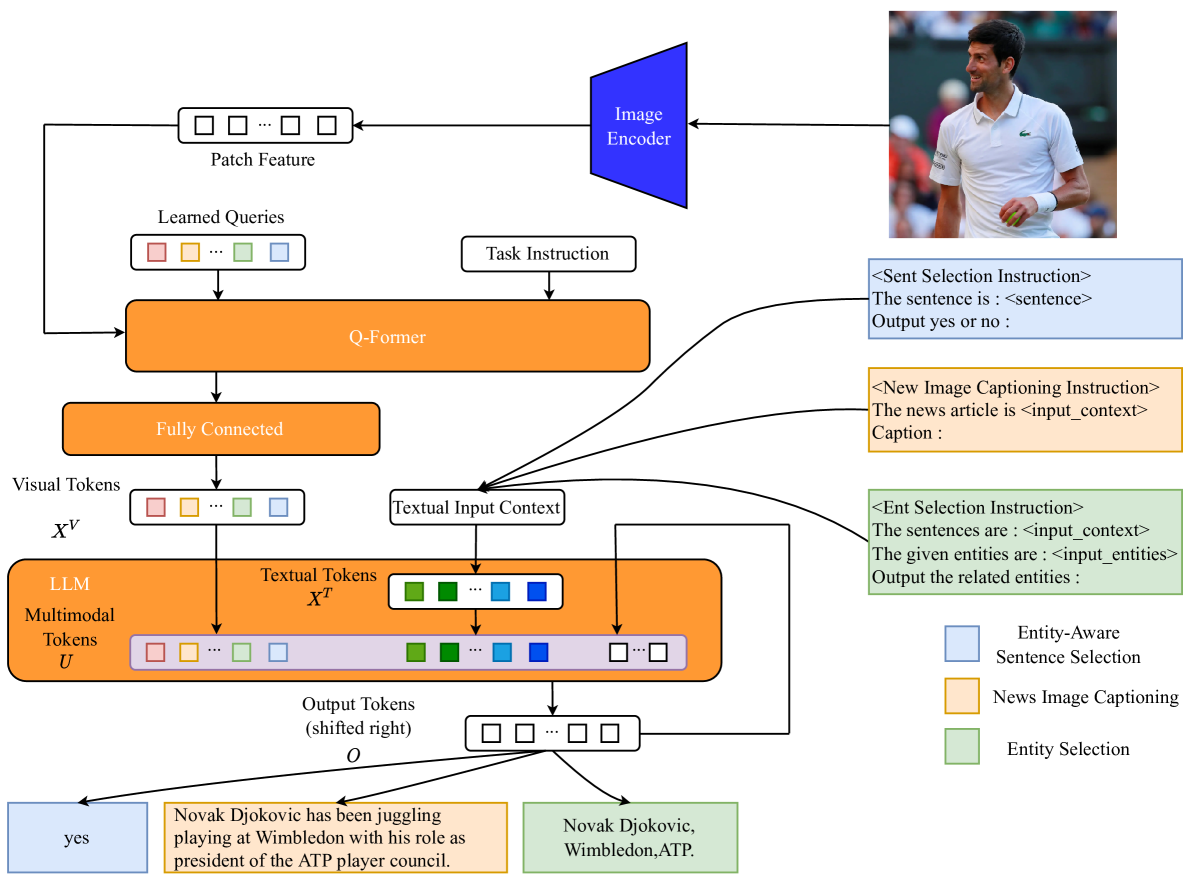 Image
Encoder
···
Patch Feature
Learned Queries
···
Task Instruction
<Sent Selection Instruction>
The sentence is : <sentence>
Output yes or no :
Q-Former
<New Image Captioning Instruction>
The news article is <input_context>
Caption :
Fully Connected
Visual Tokens
X^V
···
Textual Input Context
<Ent Selection Instruction>
The sentences are : <input_context>
The given entities are : <input_entities>
Output the related entities :
LLM
Textual Tokens
X^T
···
Multimodal
Tokens
U
···
···
···
Entity-Aware
Sentence Selection
News Image Captioning
Entity Selection
Output Tokens
(shifted right)
O
···
yes
Novak Djokovic has been juggling
playing at Wimbledon with his role as
president of the ATP player council.
Novak Djokovic,
Wimbledon,ATP.